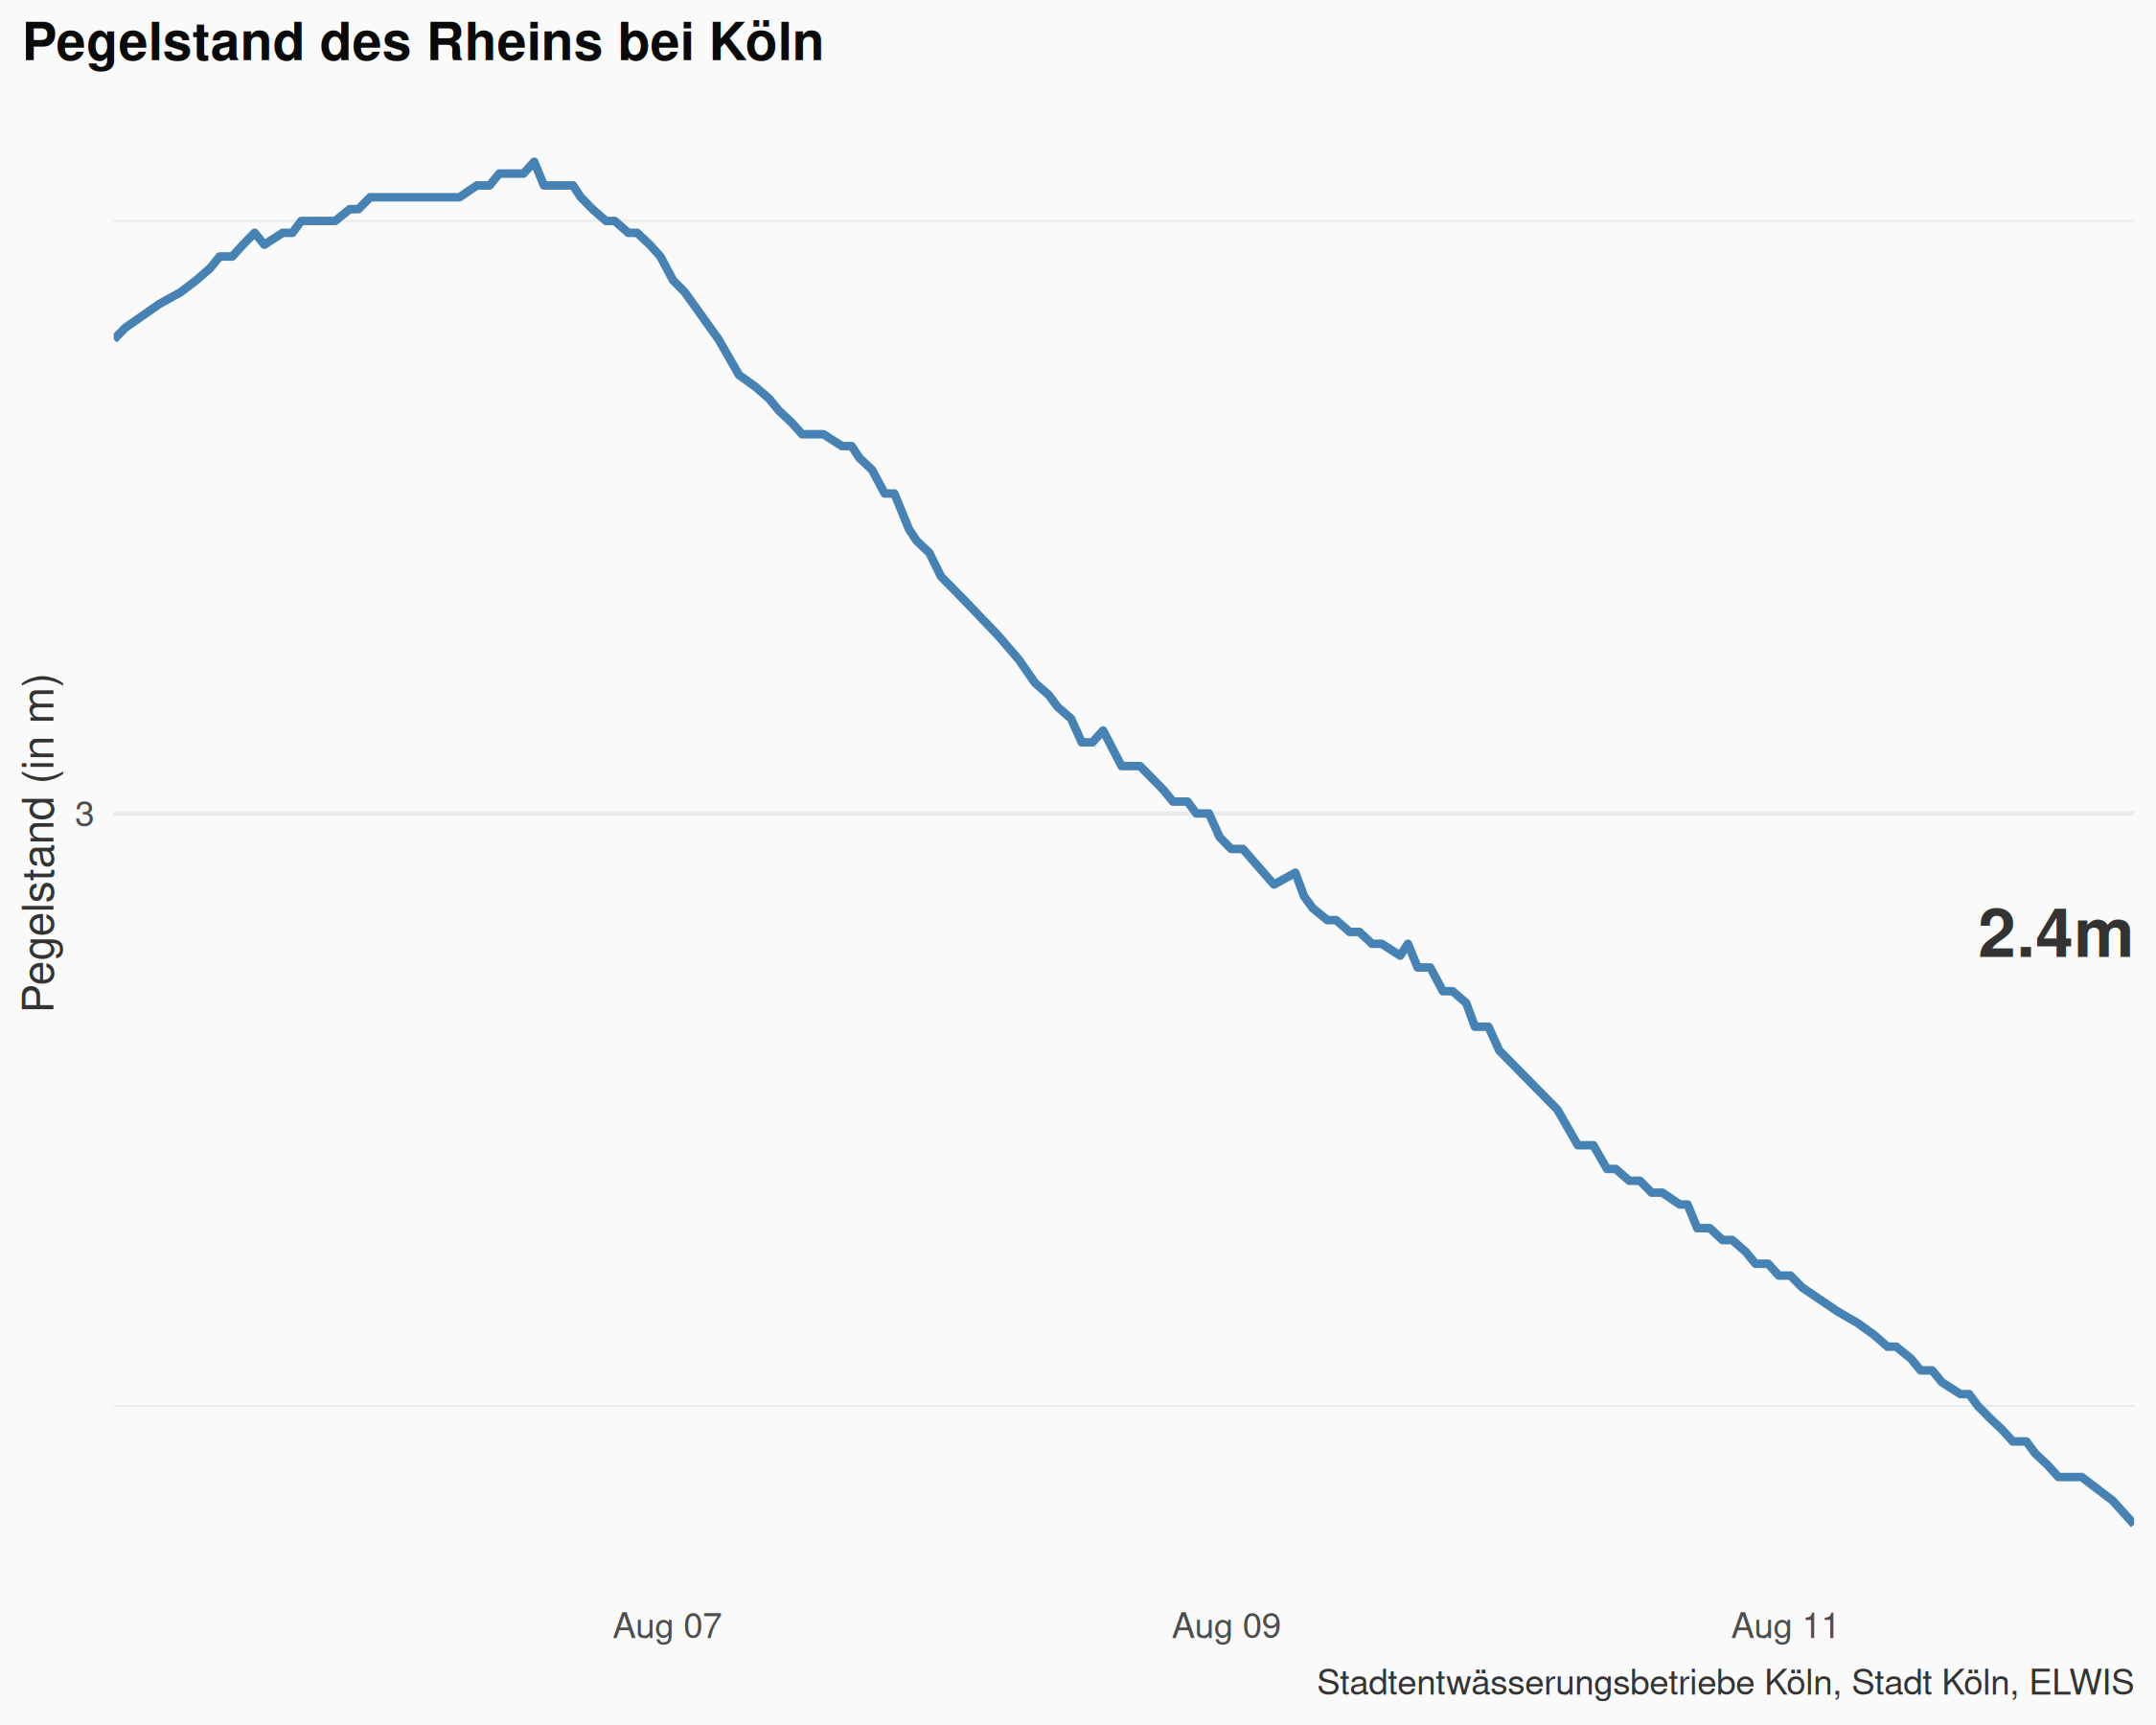 Pegelstand des Rheins bei Köln
Pegelstand (in m)
3
2.4m
Aug 07
Aug 09
Aug 11
Stadtentwässerungsbetriebe Köln, Stadt Köln, ELWIS